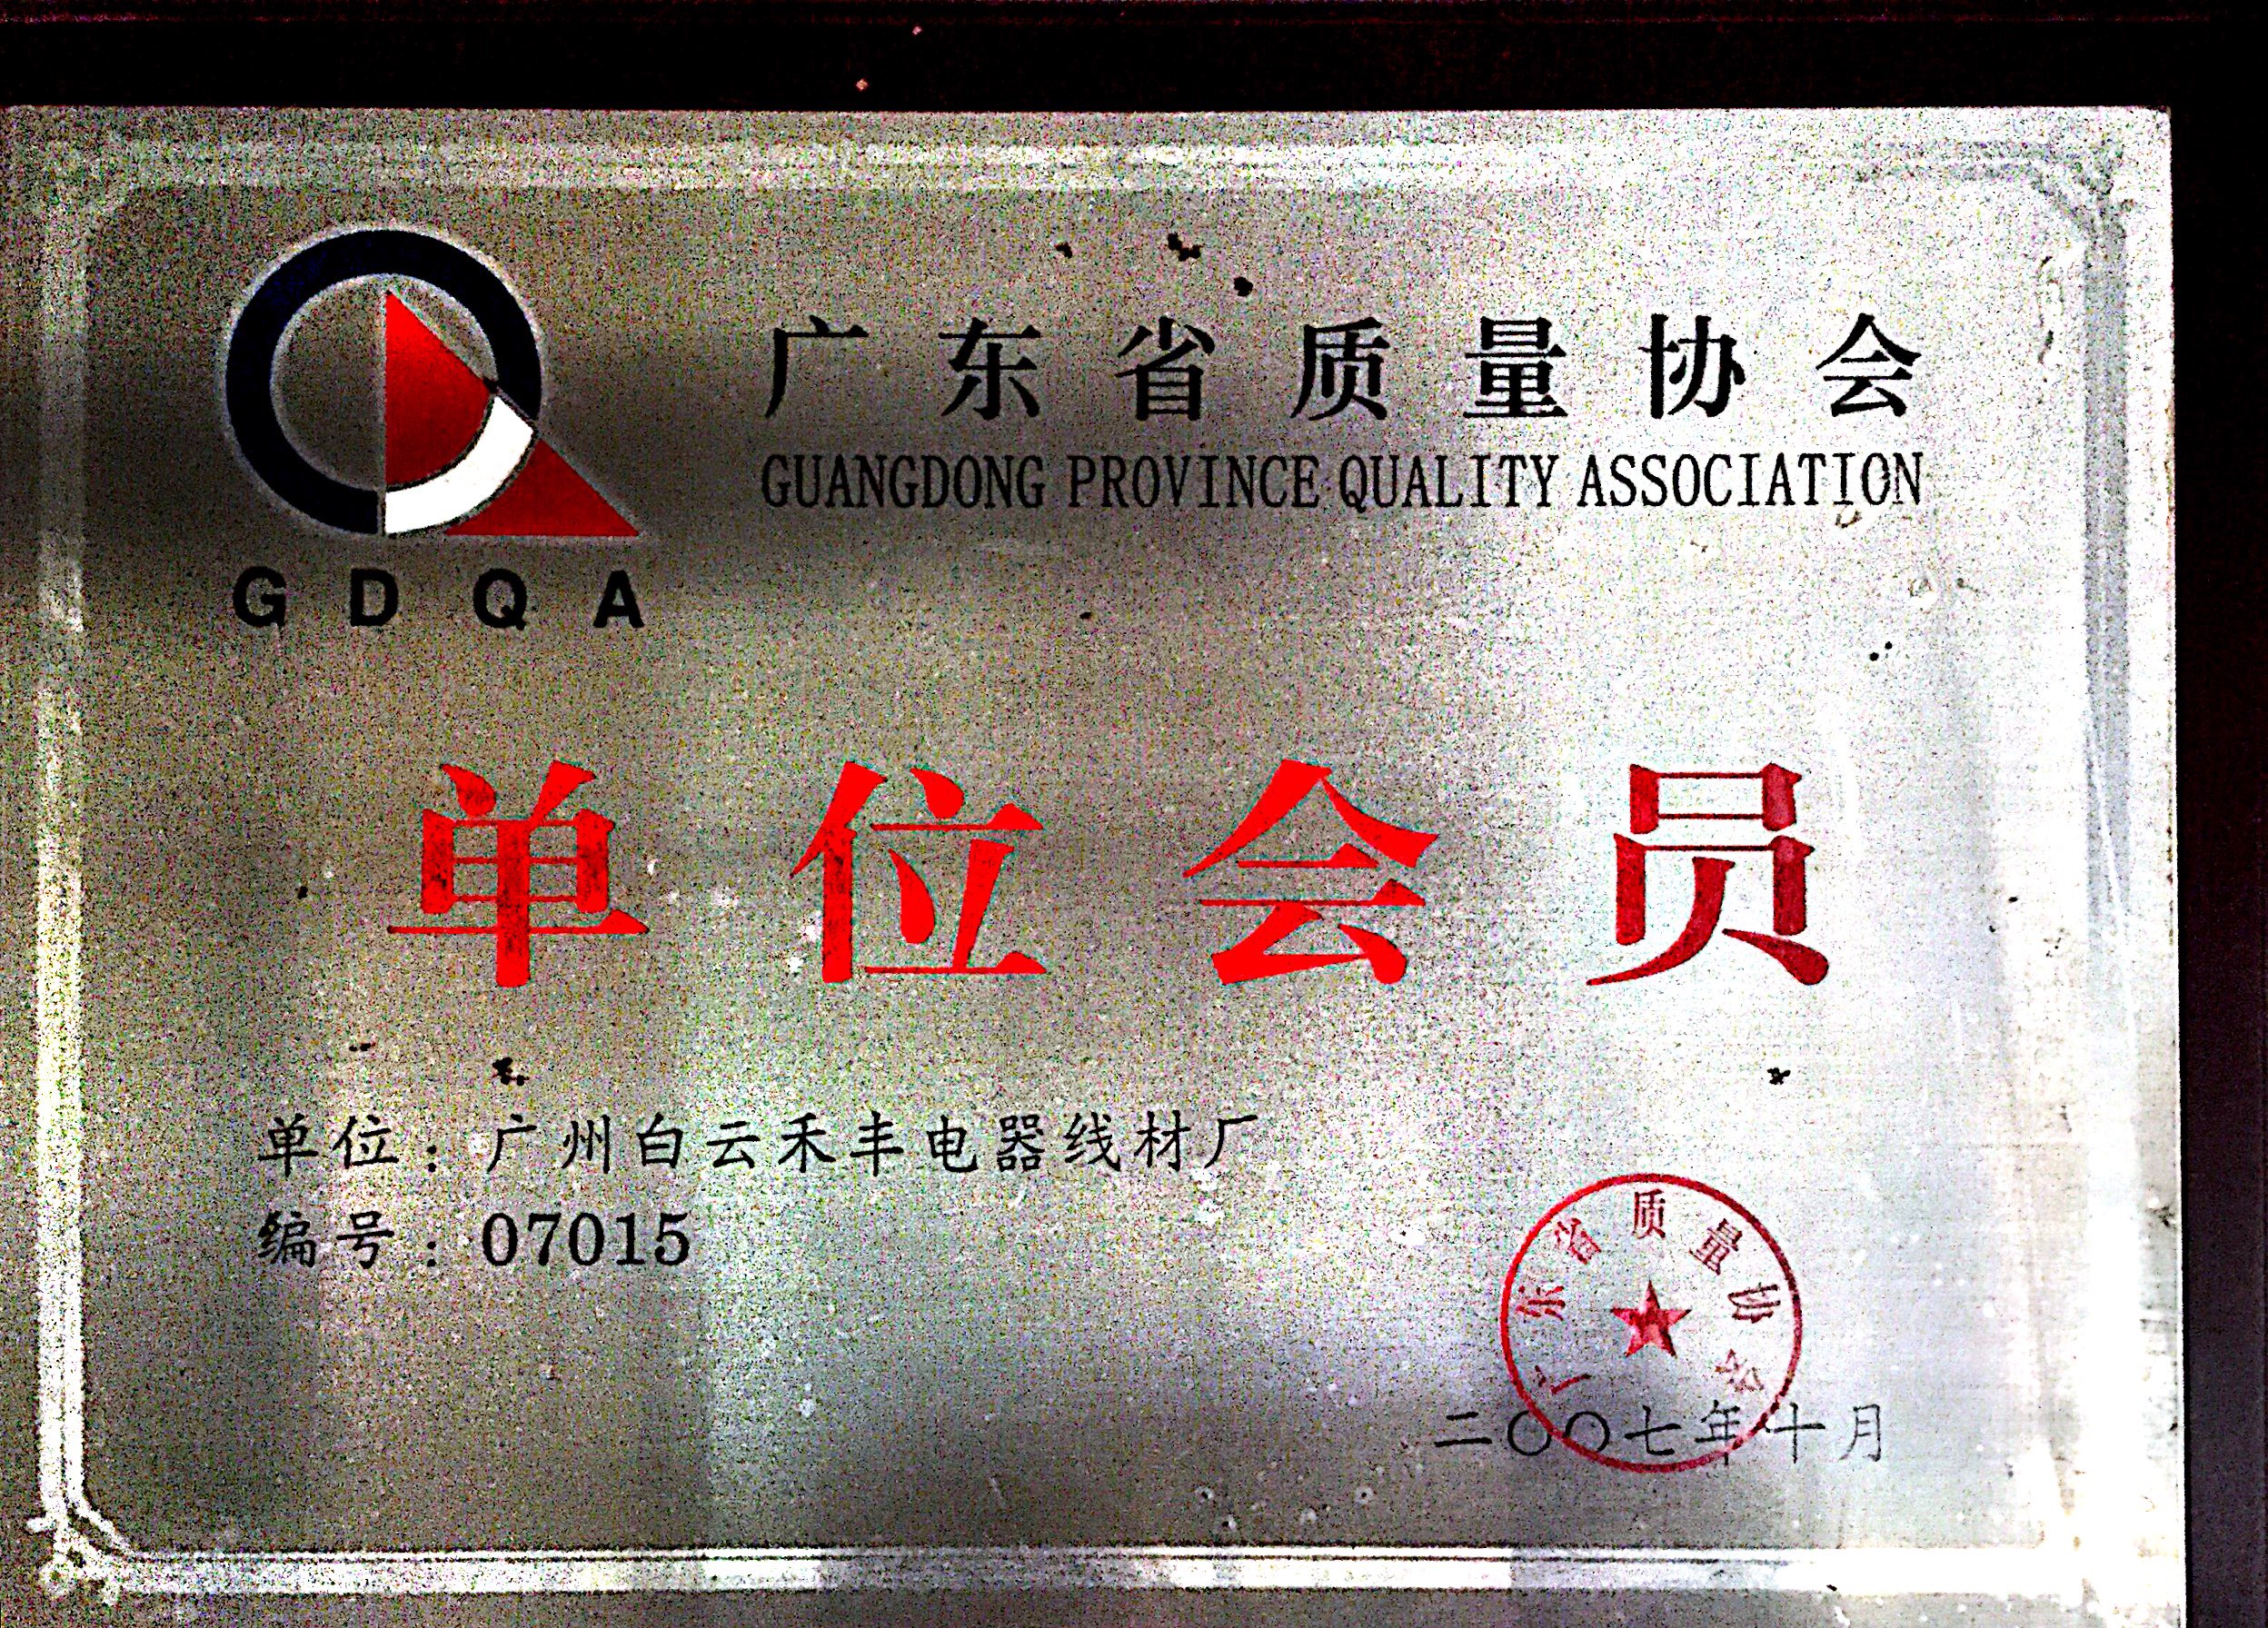 广东省质量协会
GUANGDONG PROVINCE QUALITY ASSOCIATION
GDQA
单位会员
单位：广州白云禾丰电器线材厂
编号：07015
广东省质量协会
二〇〇七年十月